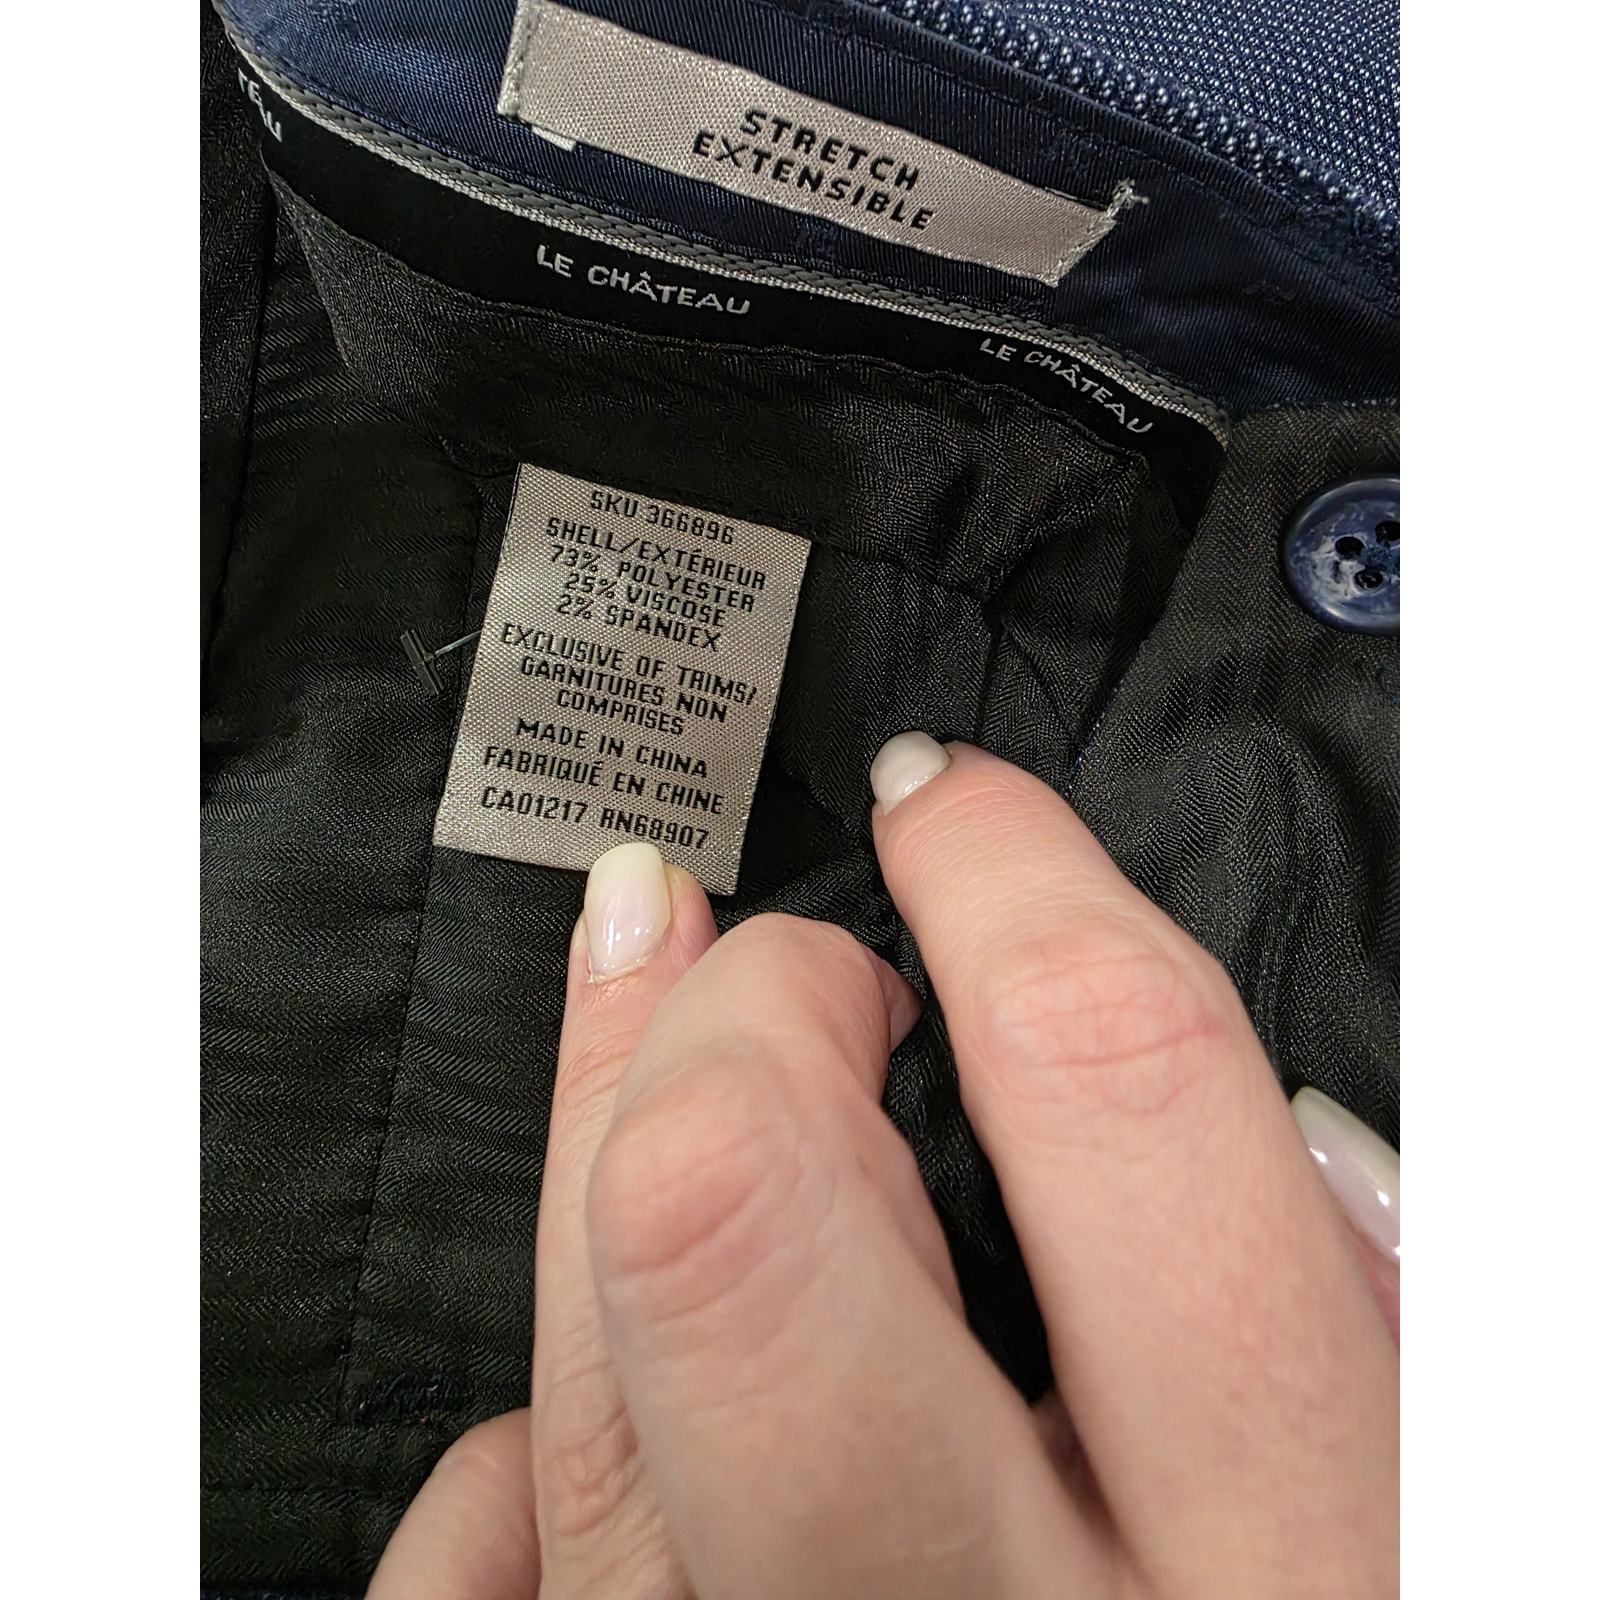 STRETCH
EXTENSIBLE
TEAU
LE CHÂTEAU
LE CHÂTEAU
SKU 366896
SHELL/EXTÉRIEUR
73% POLYESTER
25% VISCOSE
2% SPANDEX
EXCLUSIVE OF TRIMS/
GARNITURES NON
COMPRISES
MADE IN CHINA
FABRIQUÉ EN CHINE
CA01217 RN68907